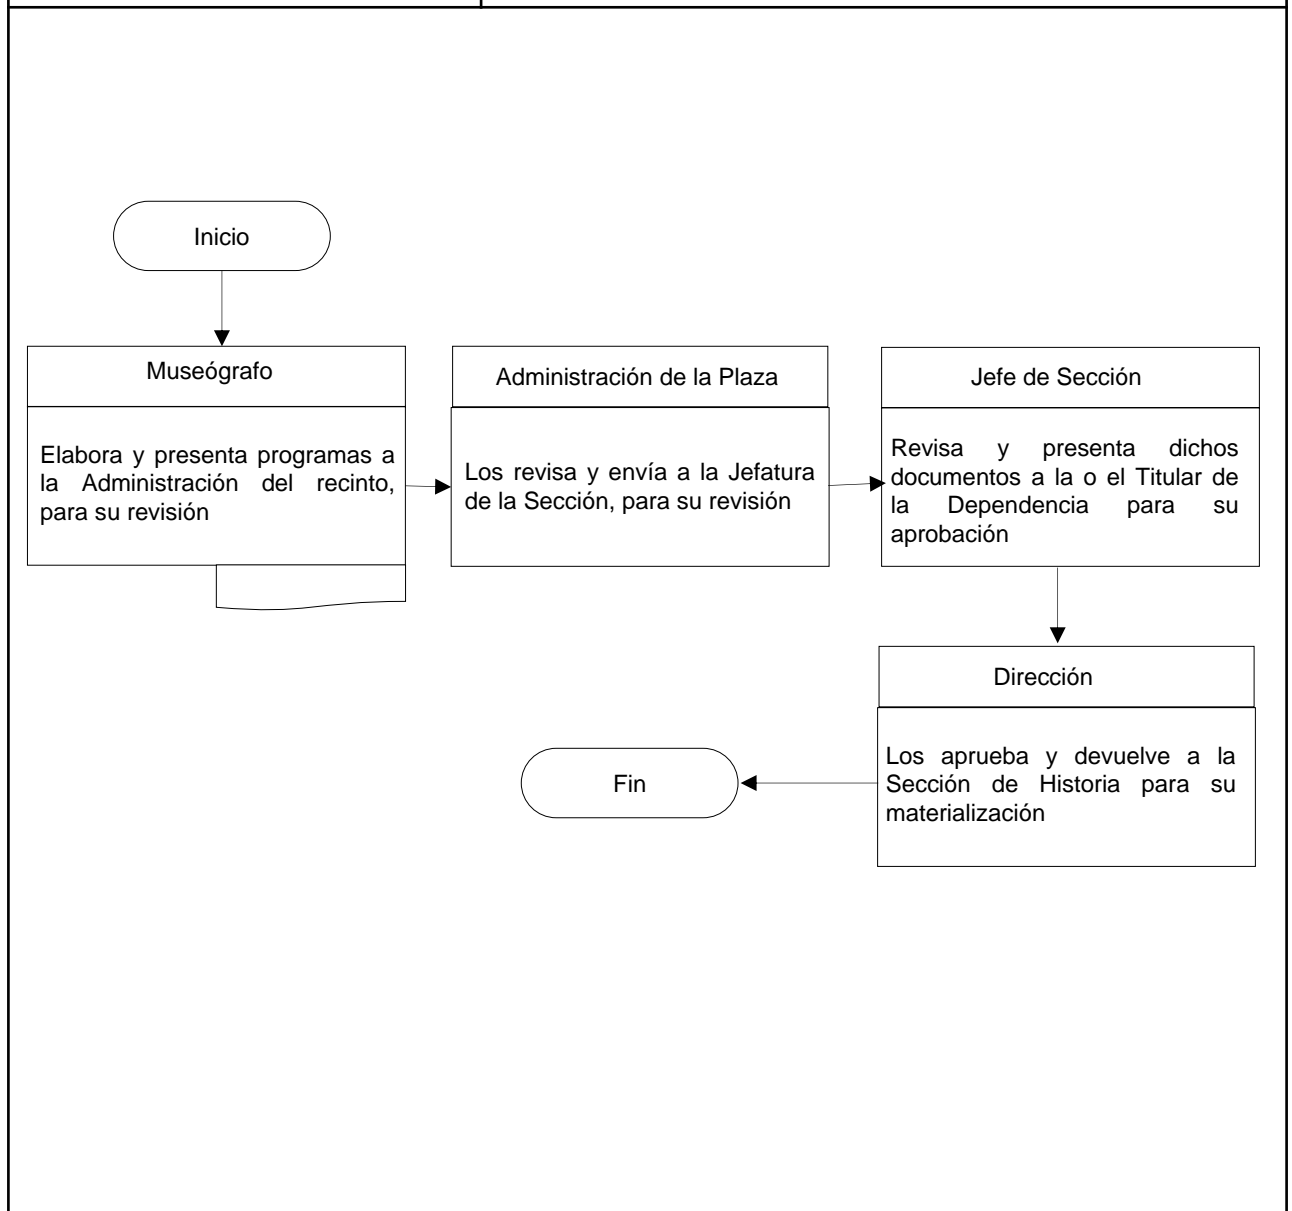 Inicio
Museógrafo
Elabora y presenta programas a
la Administración del recinto,
para su revisión
Administración de la Plaza
Los revisa y envía a la Jefatura
de la Sección, para su revisión
Jefe de Sección
Revisa y presenta dichos
documentos a la o el Titular de
la Dependencia para su
aprobación
Dirección
Los aprueba y devuelve a la
Sección de Historia para su
materialización
Fin